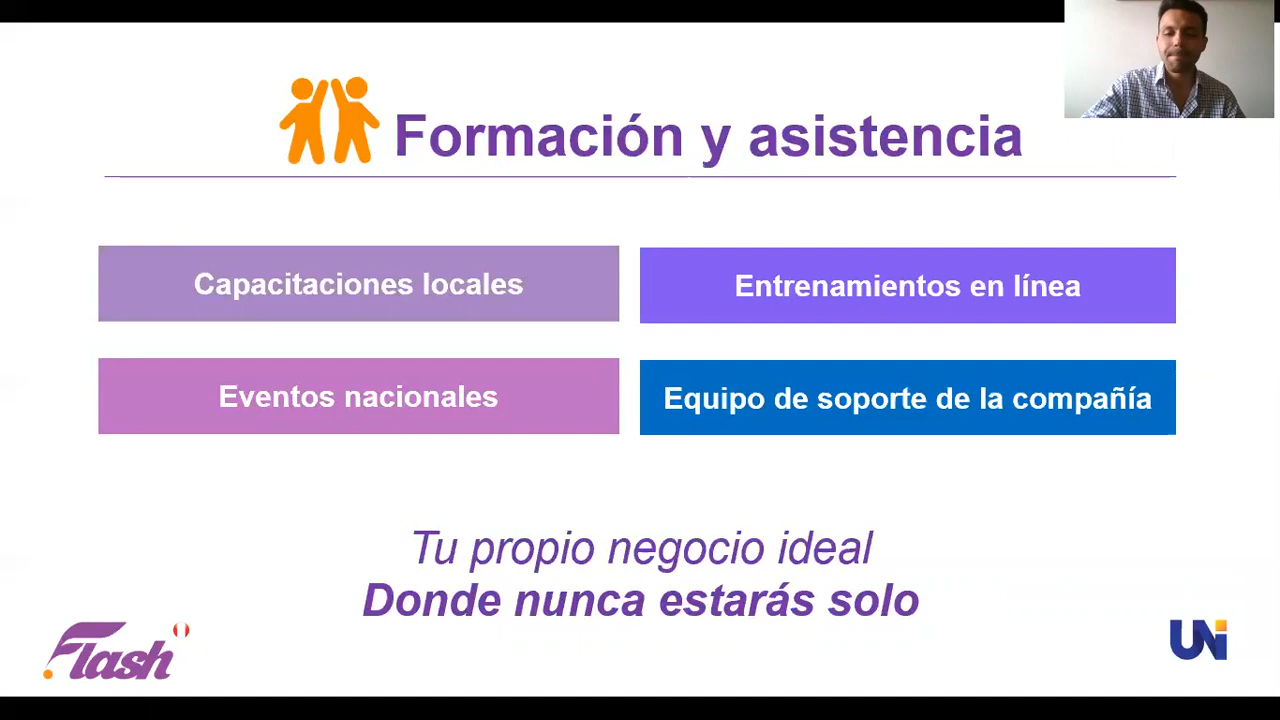 Formación y asistencia
Capacitaciones locales
Entrenamientos en línea
Eventos nacionales
Equipo de soporte de la compañía
Tu propio negocio ideal
Donde nunca estarás solo
Flash
UNi